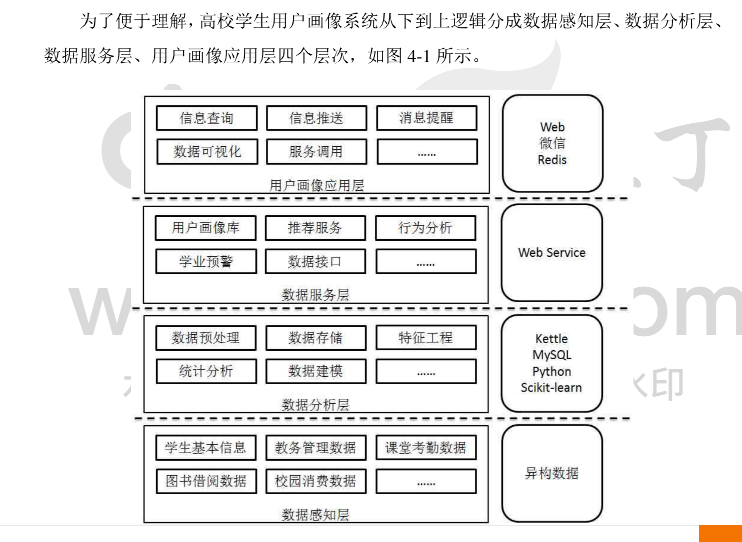 为了便于理解，高校学生用户画像系统从下到上逻辑分成数据感知层、数据分析层、
数据服务层、用户画像应用层四个层次，如图 4-1 所示。
信息查询 信息推送 消息提醒
数据可视化 服务调用 ......
用户画像应用层
Web
微信
Redis
用户画像库 推荐服务 行为分析
学业预警 数据接口 ......
数据服务层
Web Service
数据预处理 数据存储 特征工程
统计分析 数据建模 ......
数据分析层
Kettle
MySQL
Python
Scikit-learn
学生基本信息 教务管理数据 课堂考勤数据
图书借阅数据 校园消费数据 ......
数据感知层
异构数据